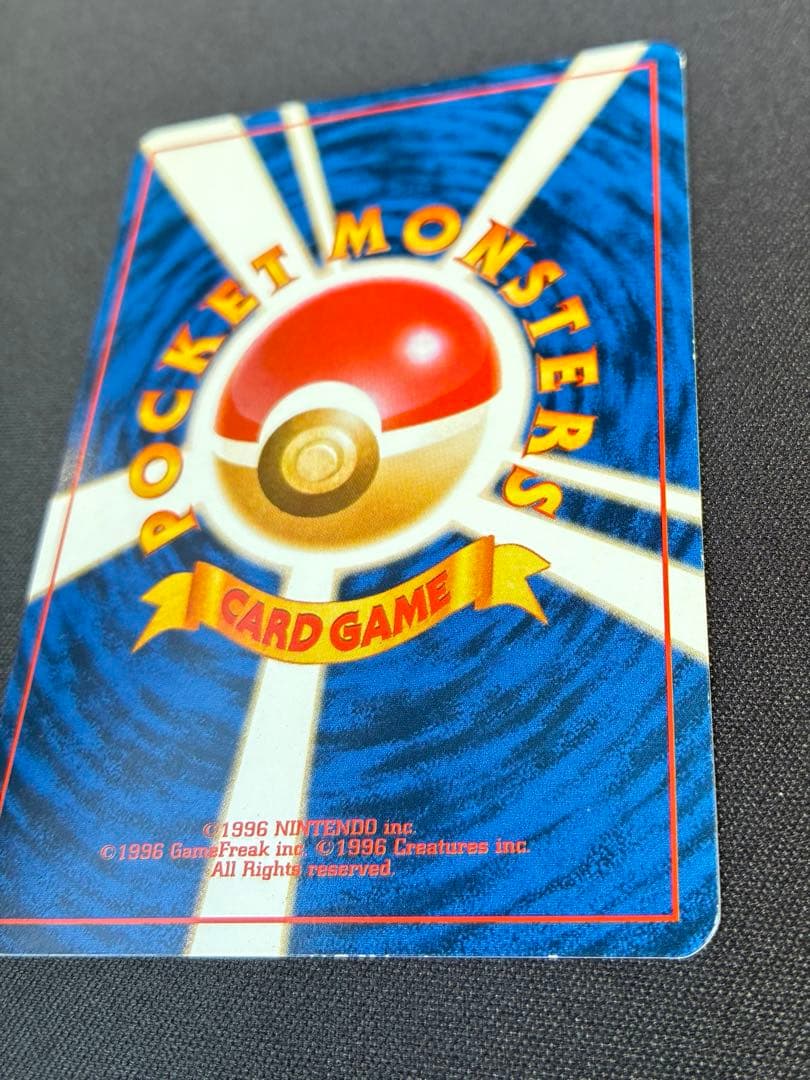 POCKET MONSTERS
CARD GAME
©1996 NINTENDO inc.
©1996 GameFreak inc. ©1996 Creatures inc.
All Rights reserved.